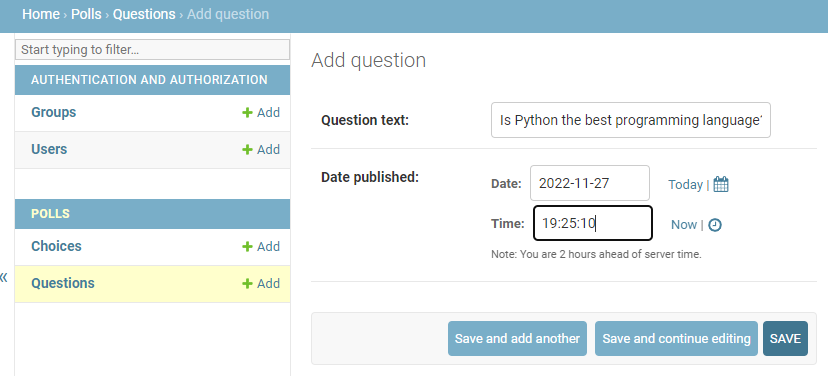 Home › Polls › Questions › Add question
Start typing to filter...
AUTHENTICATION AND AUTHORIZATION
Groups + Add
Users + Add
POLLS
Choices + Add
Questions + Add
«
Add question
Question text: Is Python the best programming language
Date published: Date: 2022-11-27 Today |
Time: 19:25:10 Now |
Note: You are 2 hours ahead of server time.
Save and add another Save and continue editing SAVE